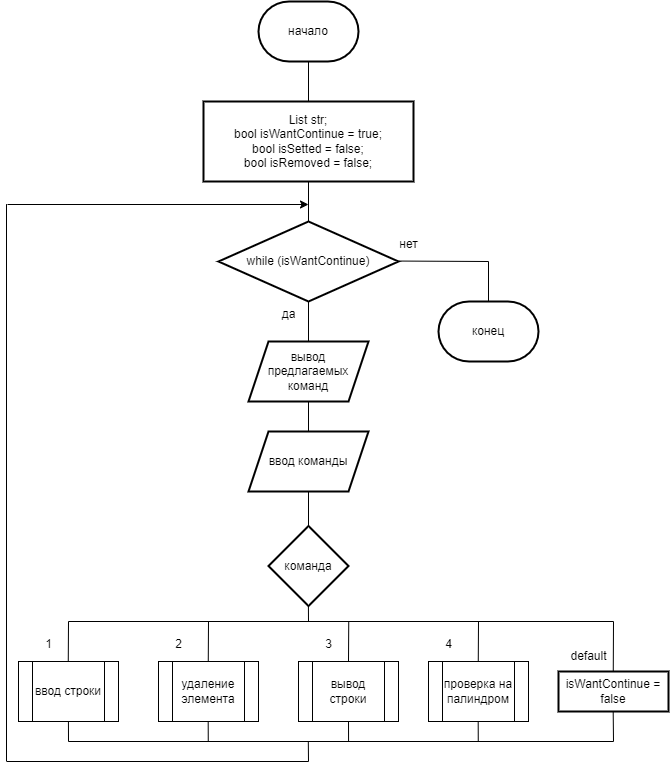 начало
List str;
bool isWantContinue = true;
bool isSetted = false;
bool isRemoved = false;
while (isWantContinue)
нет
да
конец
вывод
предлагаемых
команд
ввод команды
команда
1
2
3
4
default
ввод строки
удаление
элемента
вывод
строки
проверка на
палиндром
isWantContinue =
false